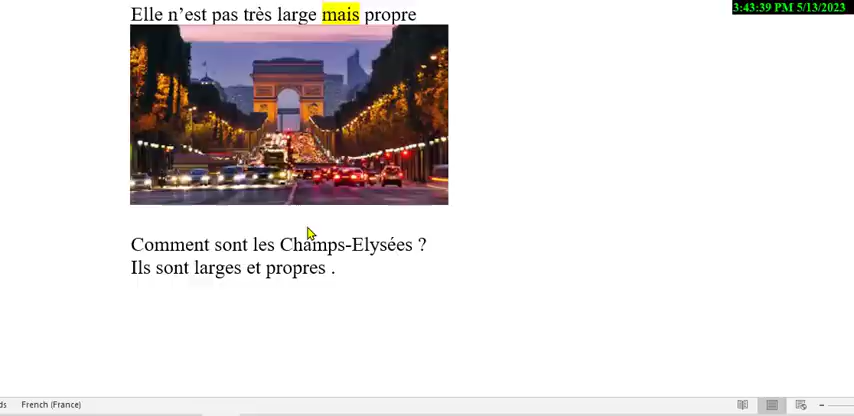 3:43:39 PM 5/13/2023
Elle n’est pas très large mais propre
Comment sont les Champs-Elysées ?
Ils sont larges et propres .
ds French (France)